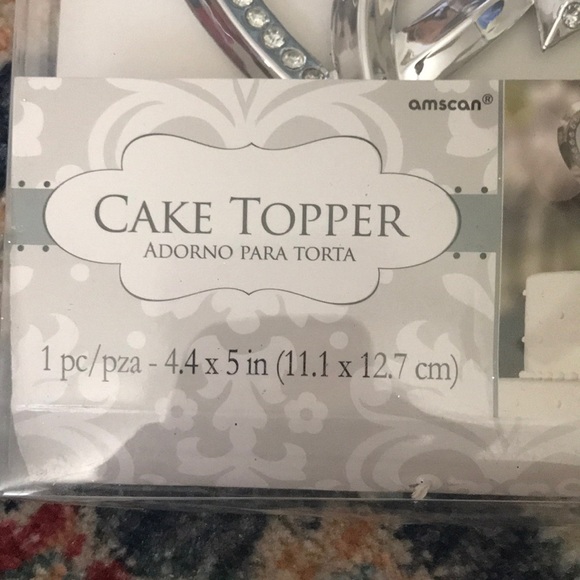 amscan®
CAKE TOPPER
ADORNO PARA TORTA
1 pc/pza - 4.4 x 5 in (11.1 x 12.7 cm)